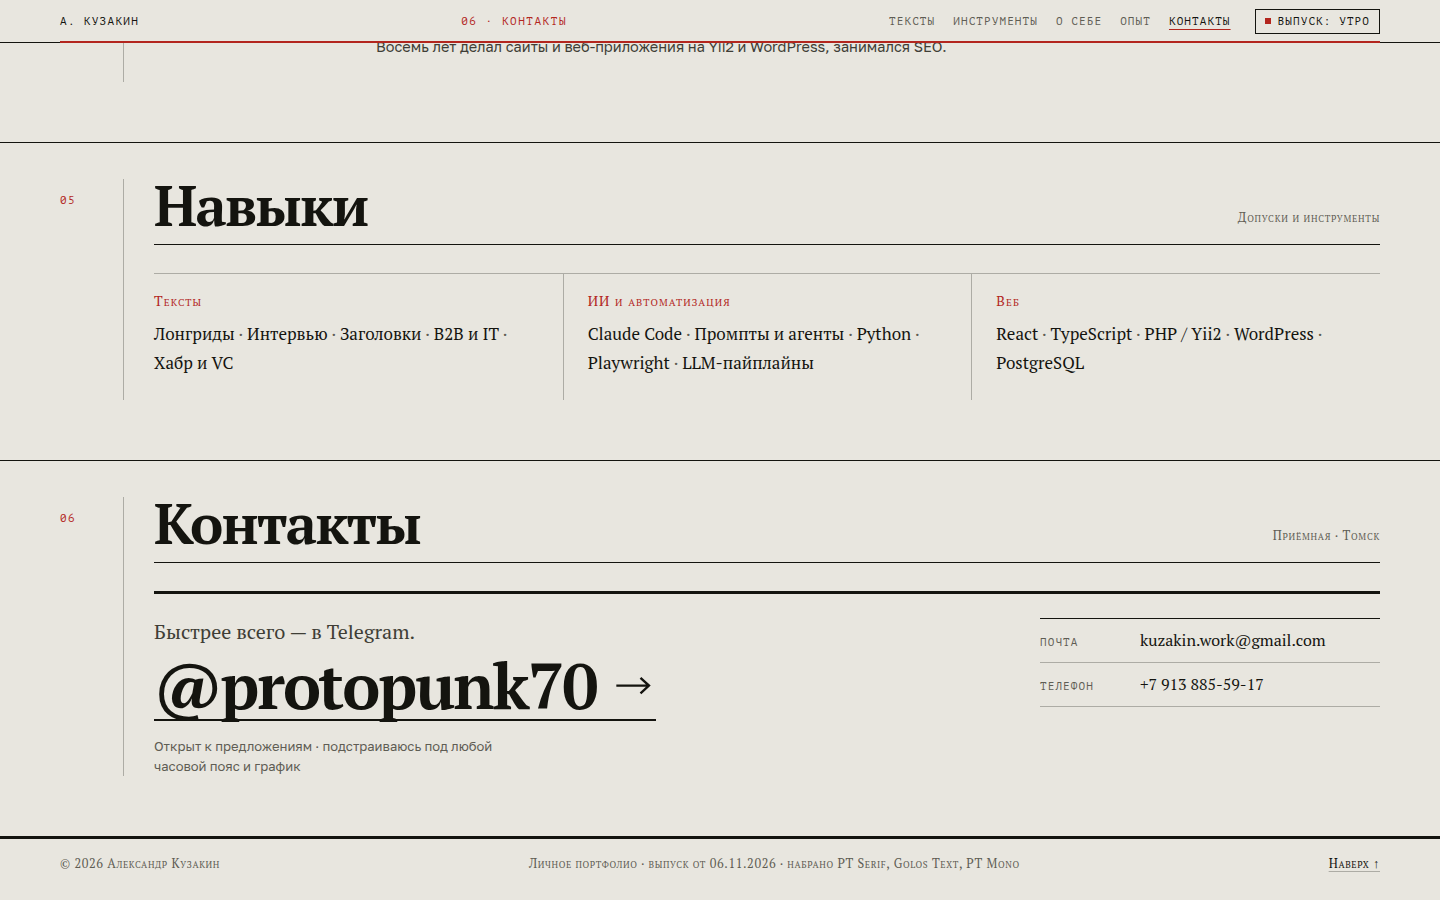 А. КУЗАКИН
06 · КОНТАКТЫ
ТЕКСТЫ ИНСТРУМЕНТЫ О СЕБЕ ОПЫТ КОНТАКТЫ ВЫПУСК: УТРО
Восемь лет делал сайты и веб-приложения на Yii2 и WordPress, занимался SEO.
05
Навыки
Допуски и инструменты
Тексты
Лонгриды · Интервью · Заголовки · B2B и IT ·
Хабр и VC
ИИ и автоматизация
Claude Code · Промпты и агенты · Python ·
Playwright · LLM-пайплайны
Веб
React · TypeScript · PHP / Yii2 · WordPress ·
PostgreSQL
06
Контакты
Приёмная · Томск
Быстрее всего — в Telegram.
@protopunk70 →
Открыт к предложениям · подстраиваюсь под любой
часовой пояс и график
ПОЧТА kuzakin.work@gmail.com
ТЕЛЕФОН +7 913 885-59-17
© 2026 Александр Кузакин
Личное портфолио · выпуск от 06.11.2026 · набрано PT Serif, Golos Text, PT Mono
Наверх ↑